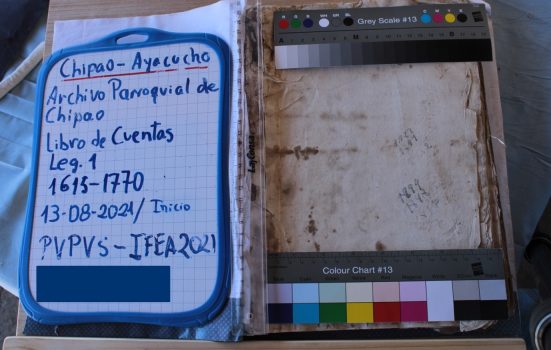 Chipao-Ayacucho
Archivo Parroquial de
Chipao
Libro de Cuentas
Leg. 1
1615-1770
13-08-2021/ Inicio
PVPVS-IFEA2021
Grey Scale #13
Colour Chart #13